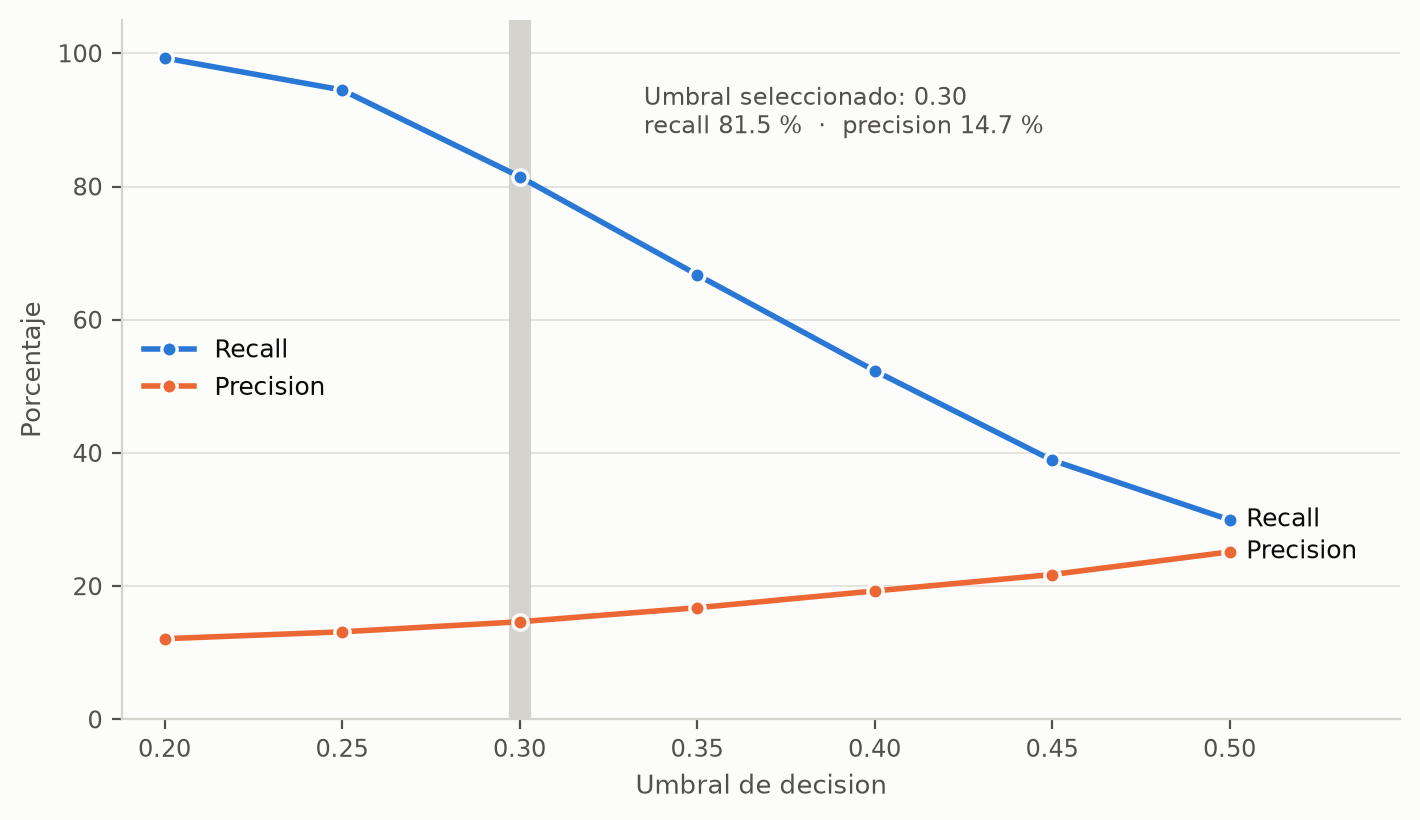 100
80
60
40
20
0
Porcentaje
Umbral seleccionado: 0.30
recall 81.5 % · precision 14.7 %
Recall
Precision
Recall
Precision
0.20 0.25 0.30 0.35 0.40 0.45 0.50
Umbral de decision